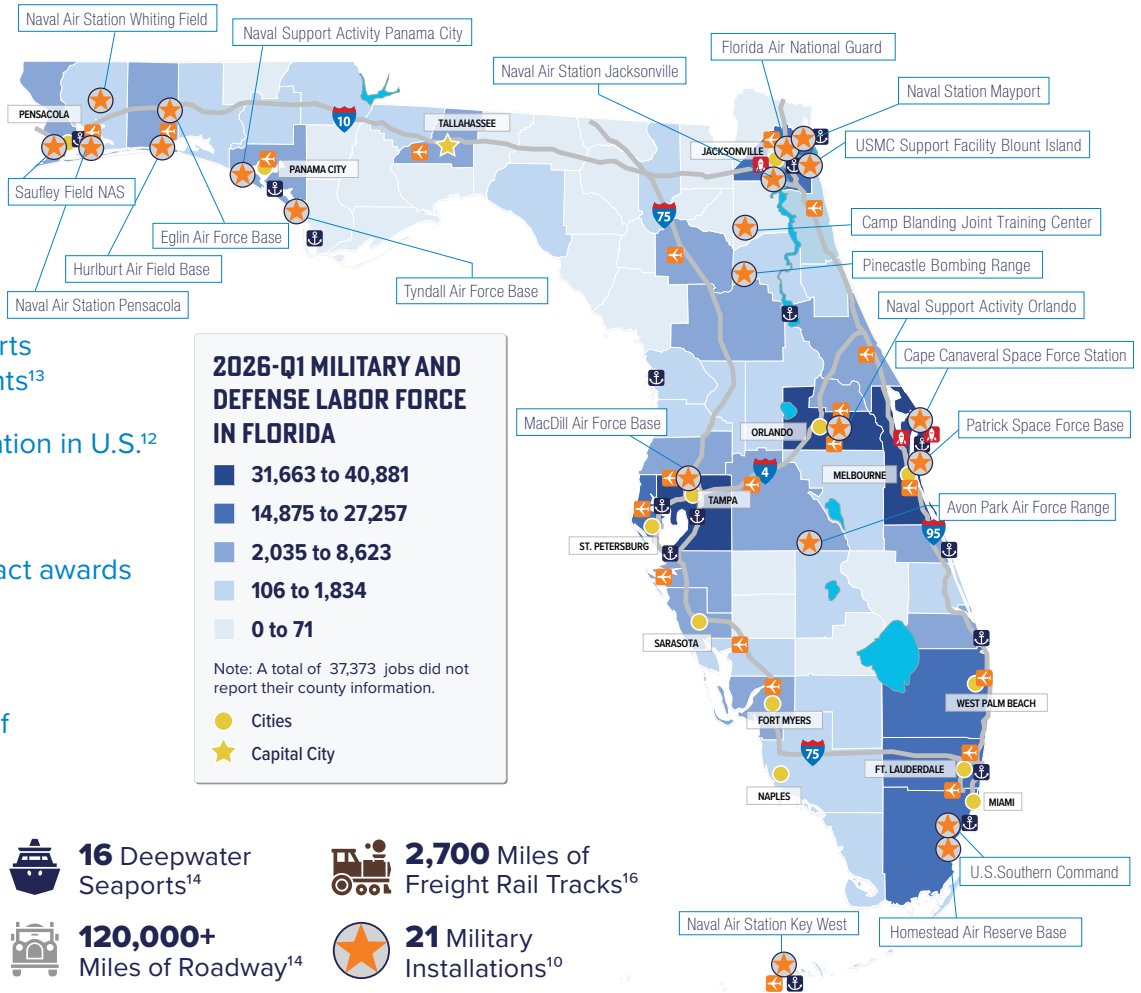 Naval Air Station Whiting Field
Naval Support Activity Panama City
Florida Air National Guard
Naval Air Station Jacksonville
Naval Station Mayport
USMC Support Facility Blount Island
PENSACOLA
10
TALLAHASSEE
JACKSONVILLE
PANAMA CITY
Saufley Field NAS
75
Camp Blanding Joint Training Center
Eglin Air Force Base
Hurlburt Air Field Base
Pinecastle Bombing Range
Tyndall Air Force Base
Naval Air Station Pensacola
Naval Support Activity Orlando
rts
nts¹³
Cape Canaveral Space Force Station
ation in U.S.¹²
act awards
f
2026-Q1 MILITARY AND
DEFENSE LABOR FORCE
IN FLORIDA
31,663 to 40,881
14,875 to 27,257
2,035 to 8,623
106 to 1,834
0 to 71
Note: A total of 37,373 jobs did not
report their county information.
Cities
Capital City
MacDill Air Force Base
ORLANDO
Patrick Space Force Base
4
MELBOURNE
TAMPA
Avon Park Air Force Range
95
ST. PETERSBURG
SARASOTA
WEST PALM BEACH
FORT MYERS
75
FT. LAUDERDALE
NAPLES
MIAMI
U.S.Southern Command
Naval Air Station Key West
Homestead Air Reserve Base
16 Deepwater
Seaports¹⁴
2,700 Miles of
Freight Rail Tracks¹⁶
120,000+
Miles of Roadway¹⁴
21 Military
Installations¹⁰